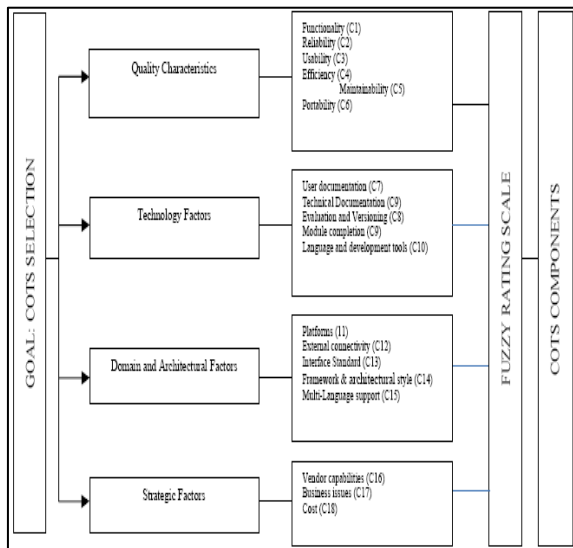 GOAL: COTS SELECTION
Quality Characteristics
Functionality (C1)
Reliability (C2)
Usability (C3)
Efficiency (C4)
Maintainability (C5)
Portability (C6)
Technology Factors
User documentation (C7)
Technical Documentation (C9)
Evaluation and Versioning (C8)
Module completion (C9)
Language and development tools (C10)
Domain and Architectural Factors
Platforms (11)
External connectivity (C12)
Interface Standard (C13)
Framework & architectural style (C14)
Multi-Language support (C15)
Strategic Factors
Vendor capabilities (C16)
Business issues (C17)
Cost (C18)
FUZZY RATING SCALE
COTS COMPONENTS